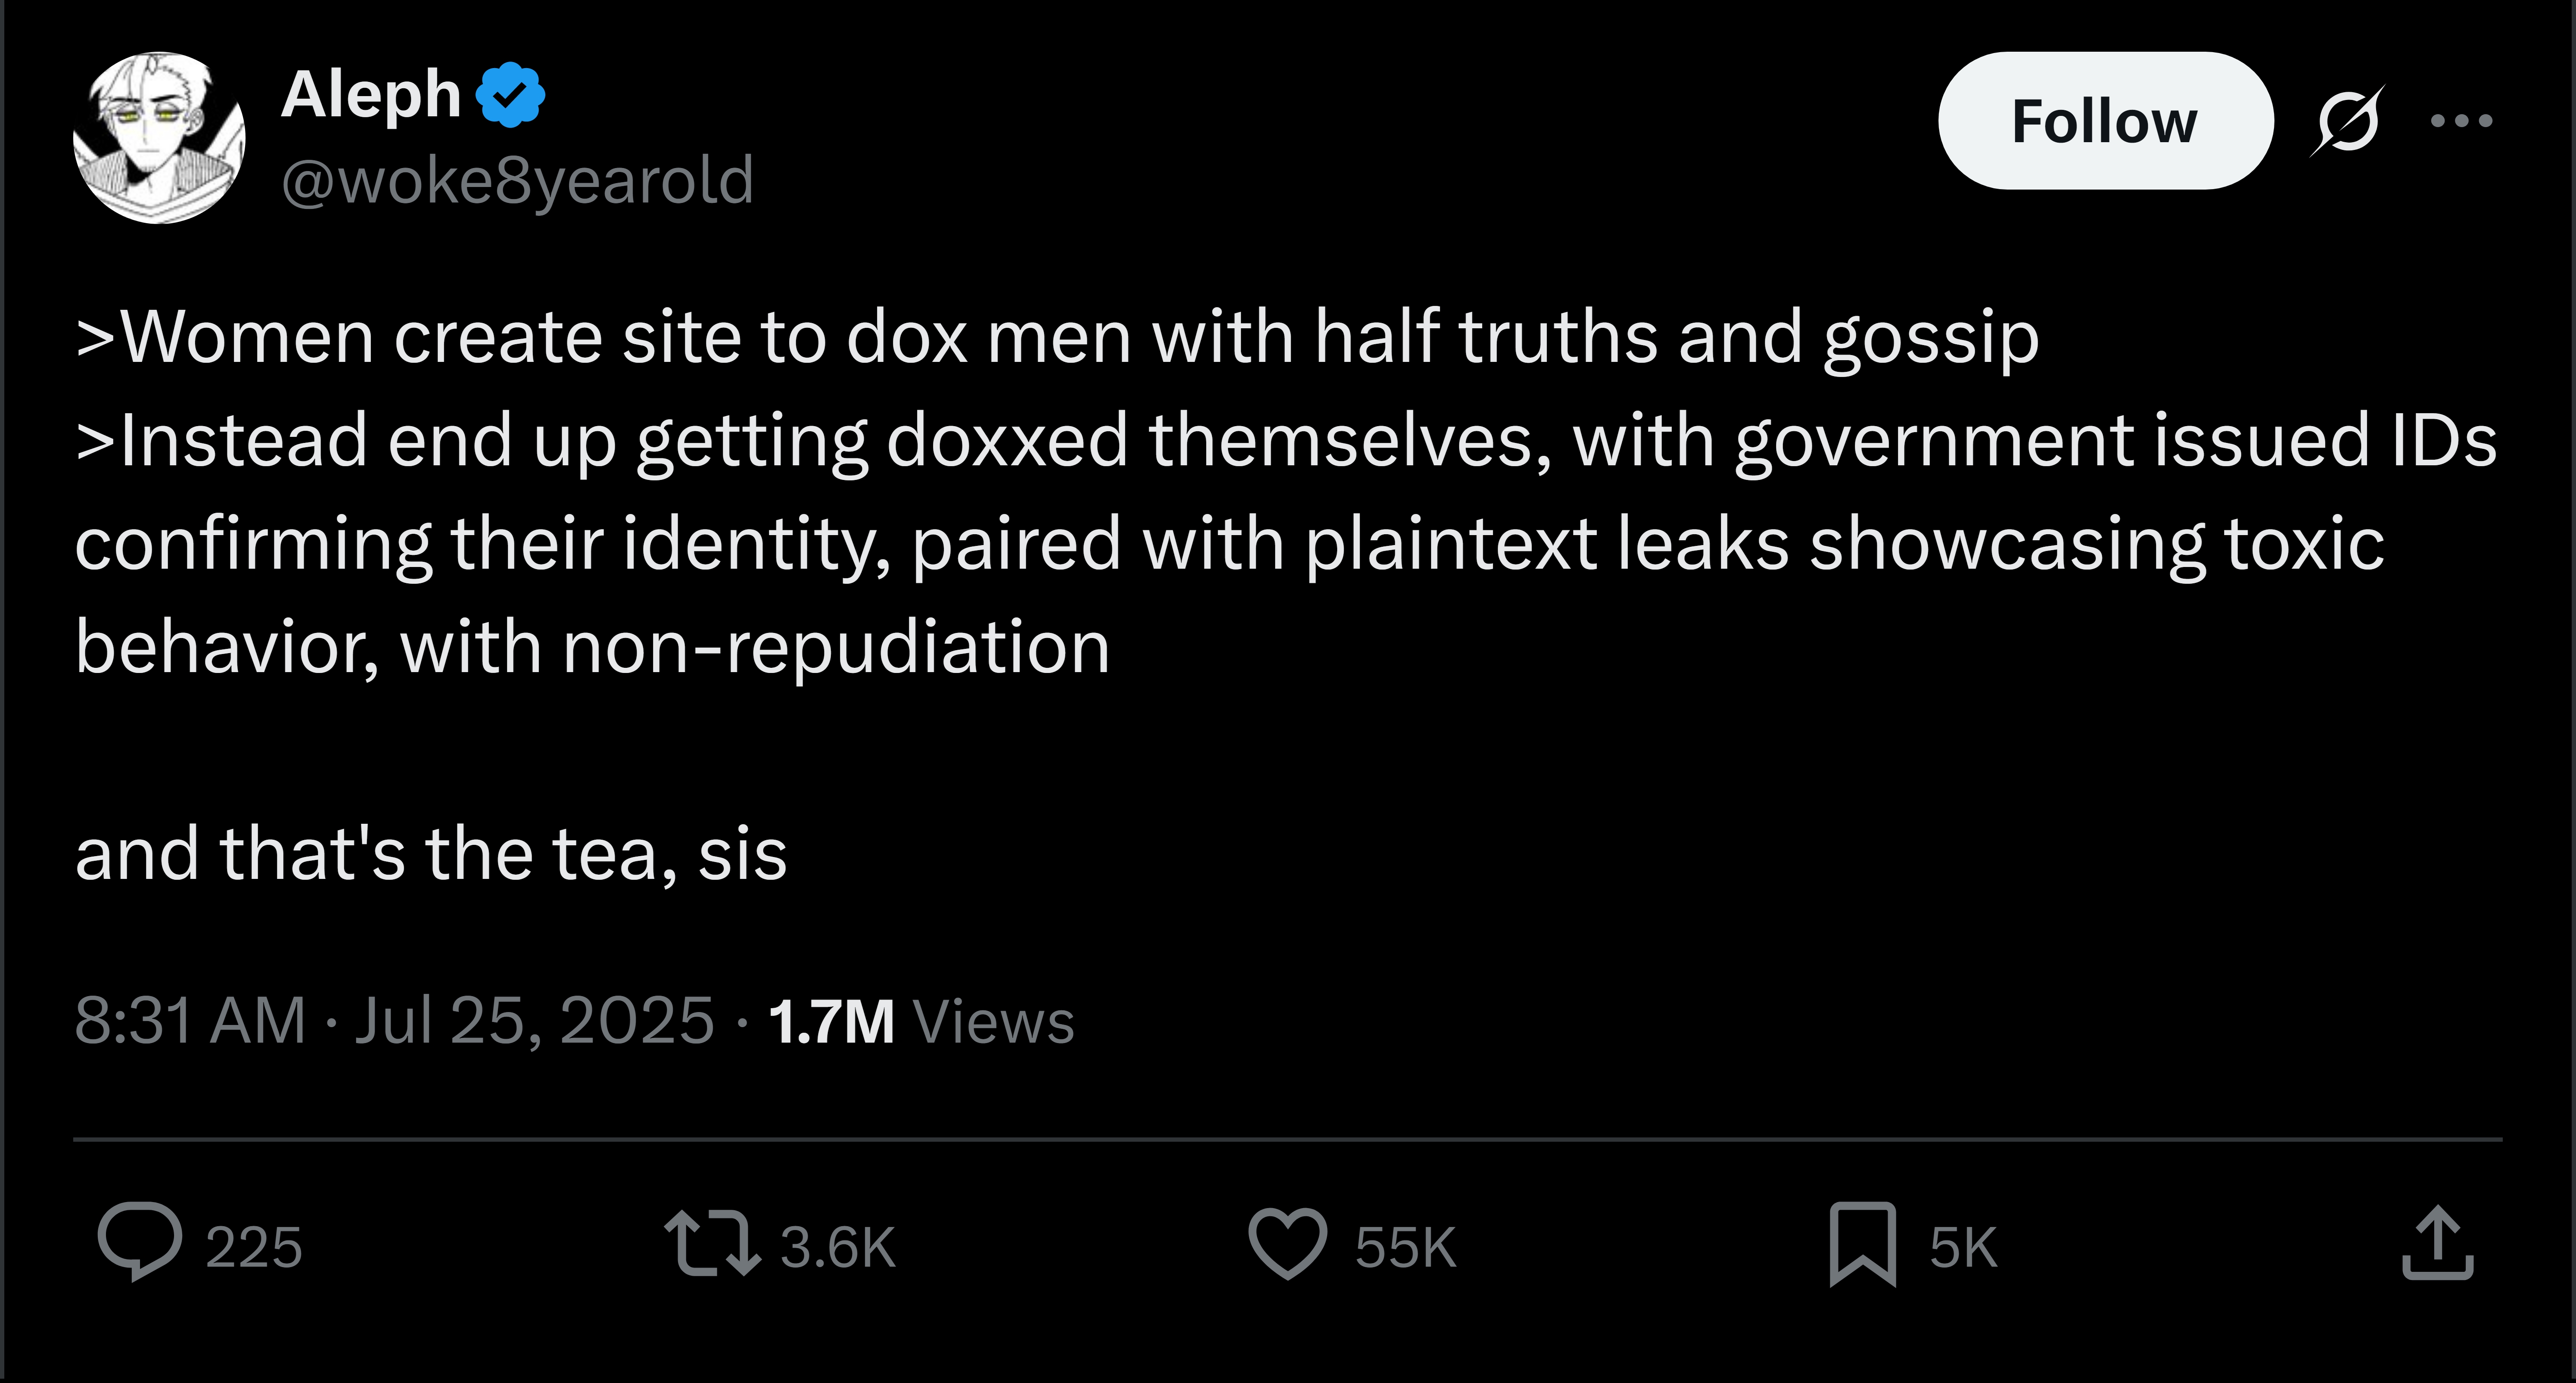 Aleph
Follow
@woke8yearold
>Women create site to dox men with half truths and gossip
>Instead end up getting doxxed themselves, with government issued IDs
confirming their identity, paired with plaintext leaks showcasing toxic
behavior, with non-repudiation
and that's the tea, sis
8:31 AM · Jul 25, 2025 · 1.7M Views
225 3.6K 55K 5K